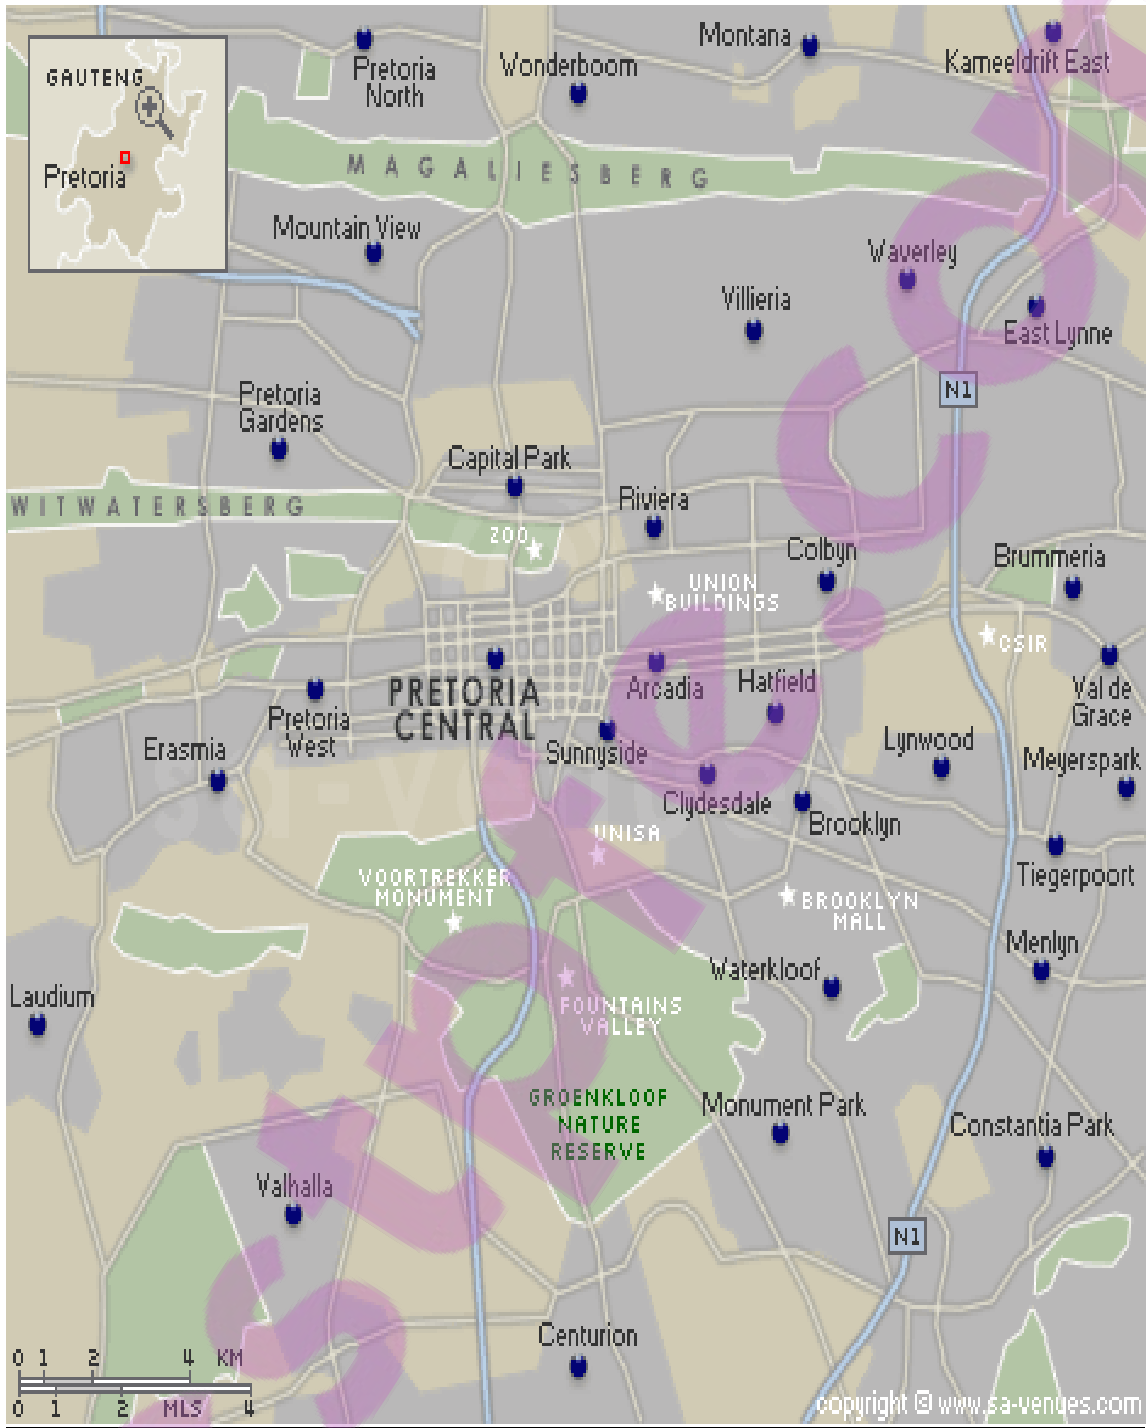 Montana
Kameeldrift East
Pretoria
North
Wonderboom
GAUTENG
Pretoria
MAGALIESBERG
Mountain View
Waverley
Villieria
East Lynne
N1
Pretoria
Gardens
Capital Park
WITWATERSBERG
Riviera
ZOO
Colbyn
Brummeria
UNION
BUILDINGS
CSIR
PRETORIA
CENTRAL
Arcadia
Hatfield
Val de
Grace
Pretoria
West
Erasmia
Sunnyside
Lynwood
Meyerspark
Clydesdale
Brooklyn
UNISA
Tiegerpoort
VOORTREKKER
MONUMENT
BROOKLYN
MALL
Menlyn
Waterkloof
Laudium
FOUNTAINS
VALLEY
GROENKLOOF
NATURE
RESERVE
Monument Park
Constantia Park
Valhalla
N1
Centurion
0 1 2 4 KM
0 1 2 MLS 4
copyright © www.sa-venues.com